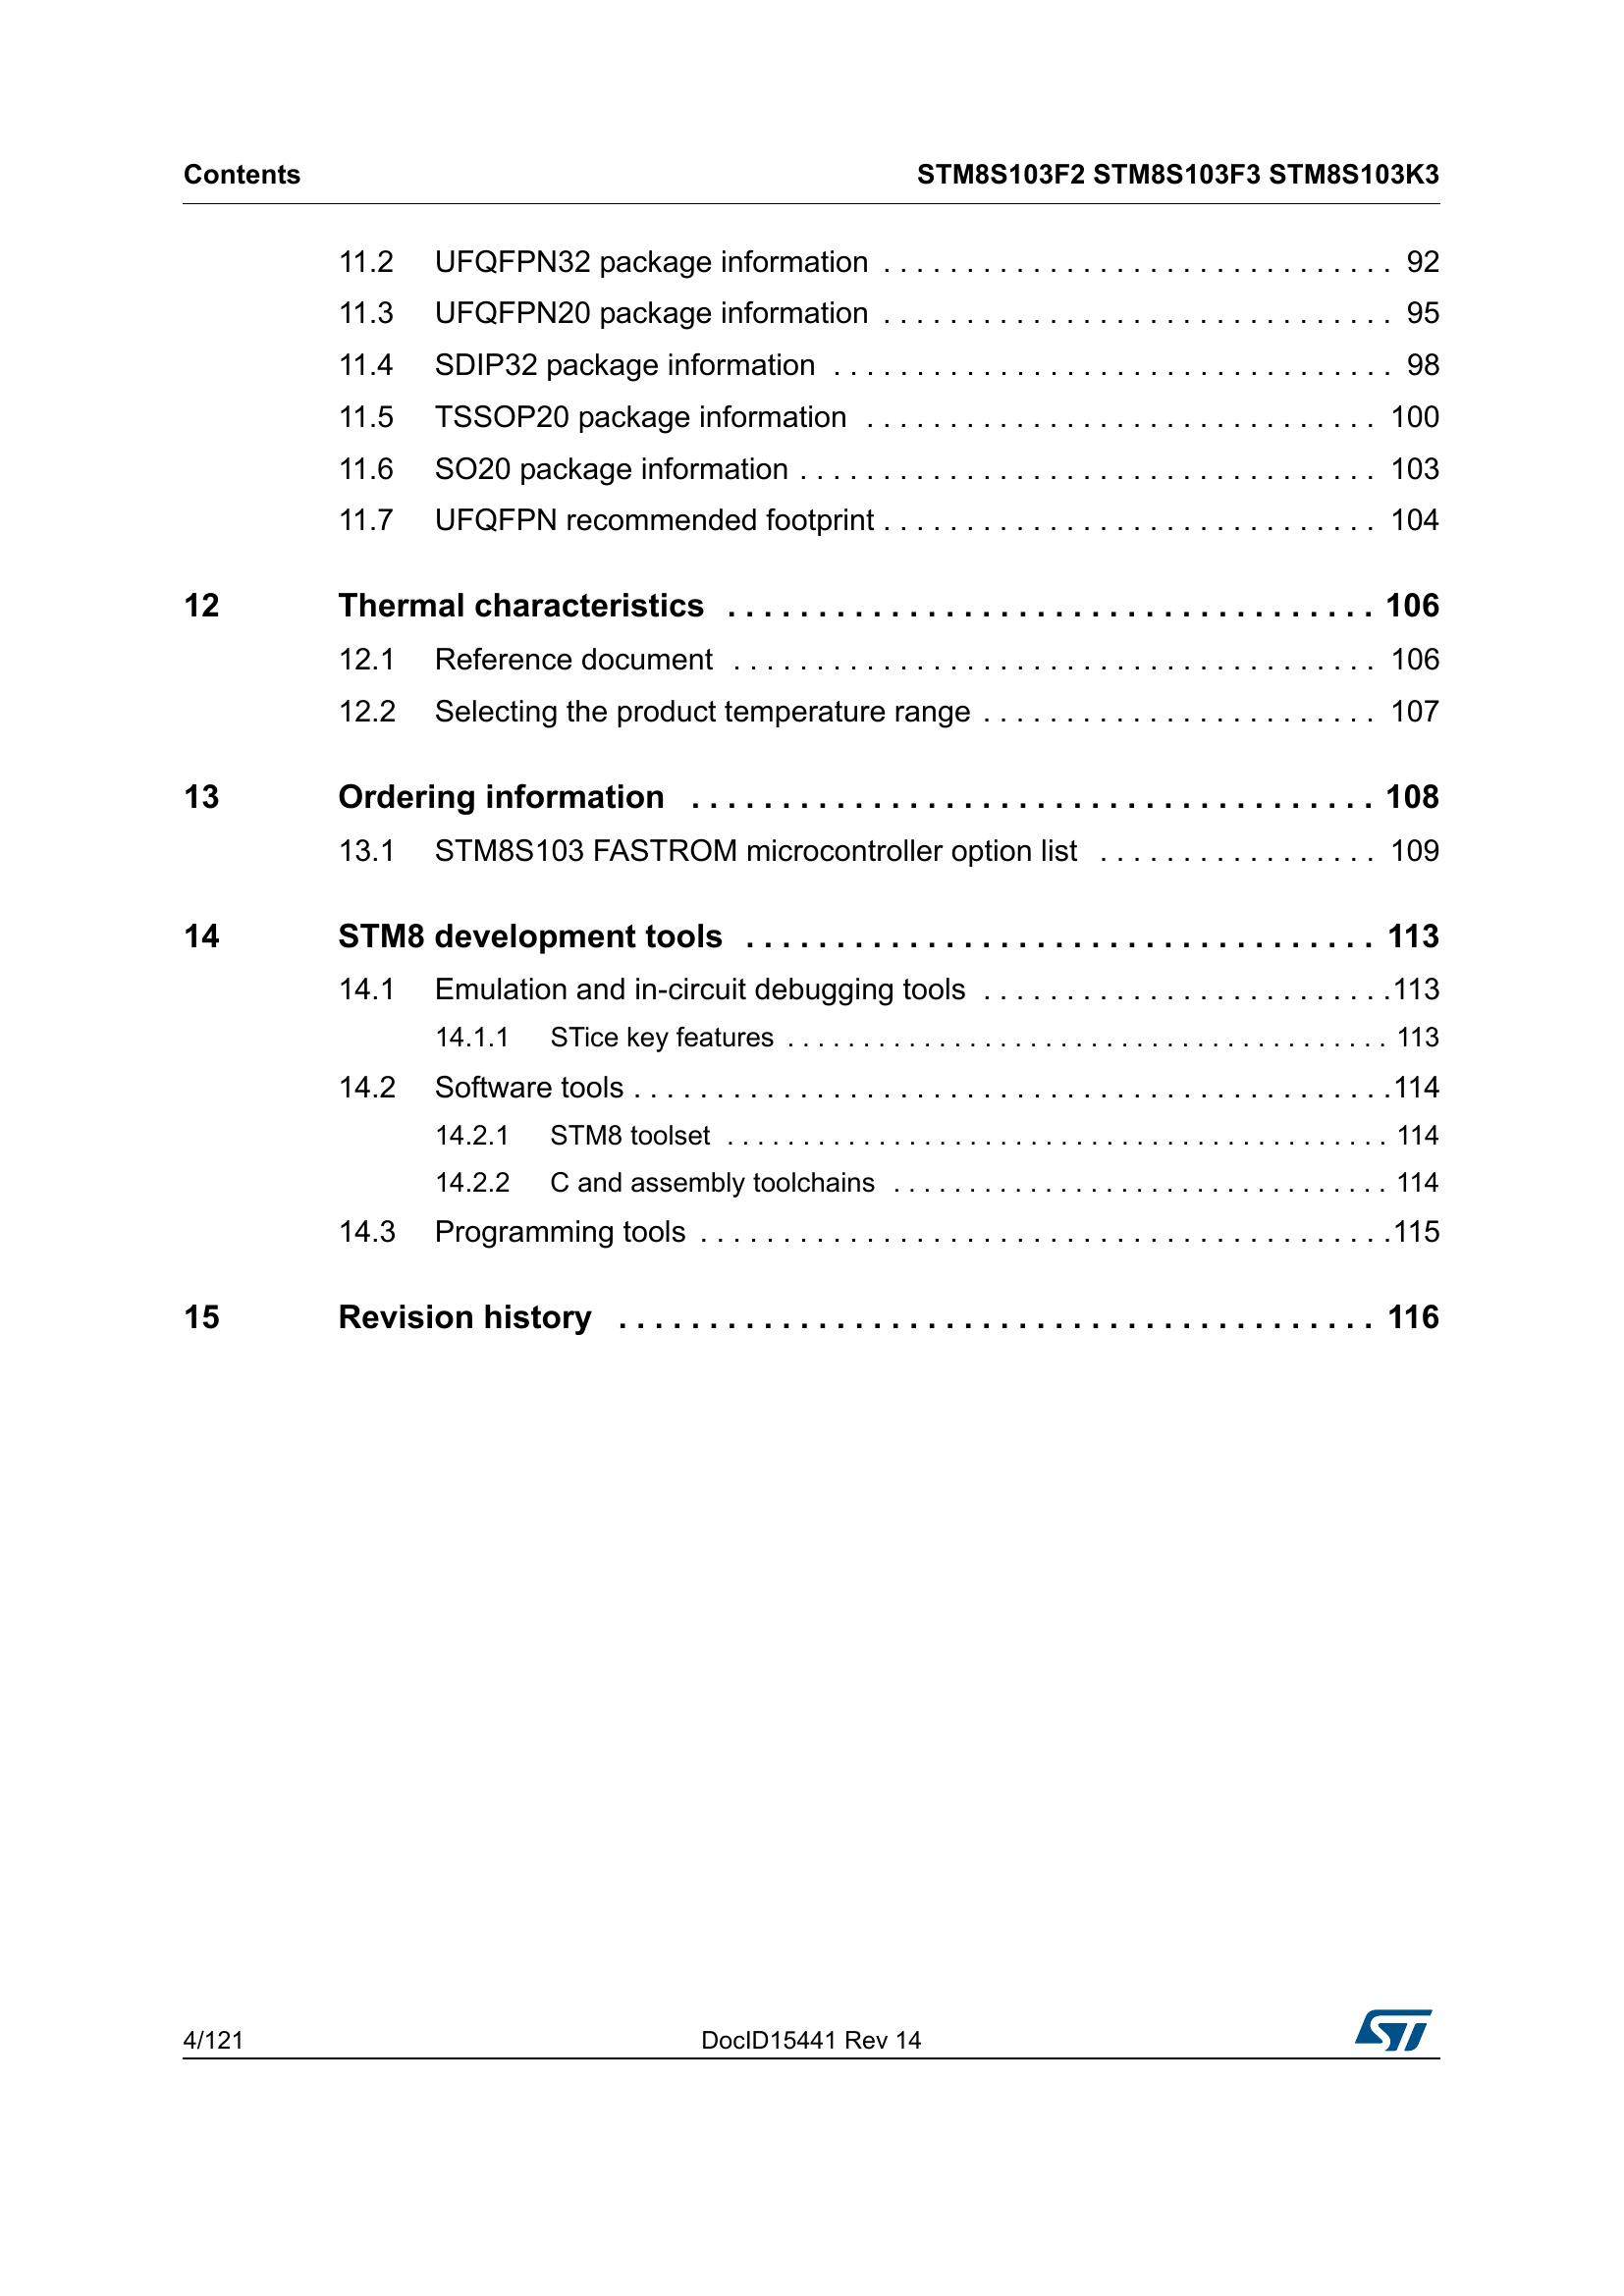 Contents STM8S103F2 STM8S103F3 STM8S103K3
11.2 UFQFPN32 package information . . . . . . . . . . . . . . . . . . . . . . . . . . . . . . . 92
11.3 UFQFPN20 package information . . . . . . . . . . . . . . . . . . . . . . . . . . . . . . . 95
11.4 SDIP32 package information . . . . . . . . . . . . . . . . . . . . . . . . . . . . . . . . . . 98
11.5 TSSOP20 package information . . . . . . . . . . . . . . . . . . . . . . . . . . . . . . . 100
11.6 SO20 package information . . . . . . . . . . . . . . . . . . . . . . . . . . . . . . . . . . . 103
11.7 UFQFPN recommended footprint . . . . . . . . . . . . . . . . . . . . . . . . . . . . . . 104
12 Thermal characteristics . . . . . . . . . . . . . . . . . . . . . . . . . . . . . . . . . . . . 106
12.1 Reference document . . . . . . . . . . . . . . . . . . . . . . . . . . . . . . . . . . . . . . . 106
12.2 Selecting the product temperature range . . . . . . . . . . . . . . . . . . . . . . . . 107
13 Ordering information . . . . . . . . . . . . . . . . . . . . . . . . . . . . . . . . . . . . . . 108
13.1 STM8S103 FASTROM microcontroller option list . . . . . . . . . . . . . . . . . 109
14 STM8 development tools . . . . . . . . . . . . . . . . . . . . . . . . . . . . . . . . . . . 113
14.1 Emulation and in-circuit debugging tools . . . . . . . . . . . . . . . . . . . . . . . . .113
14.1.1 STice key features . . . . . . . . . . . . . . . . . . . . . . . . . . . . . . . . . . . . . . . . 113
14.2 Software tools . . . . . . . . . . . . . . . . . . . . . . . . . . . . . . . . . . . . . . . . . . . . . .114
14.2.1 STM8 toolset . . . . . . . . . . . . . . . . . . . . . . . . . . . . . . . . . . . . . . . . . . . . 114
14.2.2 C and assembly toolchains . . . . . . . . . . . . . . . . . . . . . . . . . . . . . . . . . 114
14.3 Programming tools . . . . . . . . . . . . . . . . . . . . . . . . . . . . . . . . . . . . . . . . . .115
15 Revision history . . . . . . . . . . . . . . . . . . . . . . . . . . . . . . . . . . . . . . . . . . 116
4/121 DocID15441 Rev 14 ST